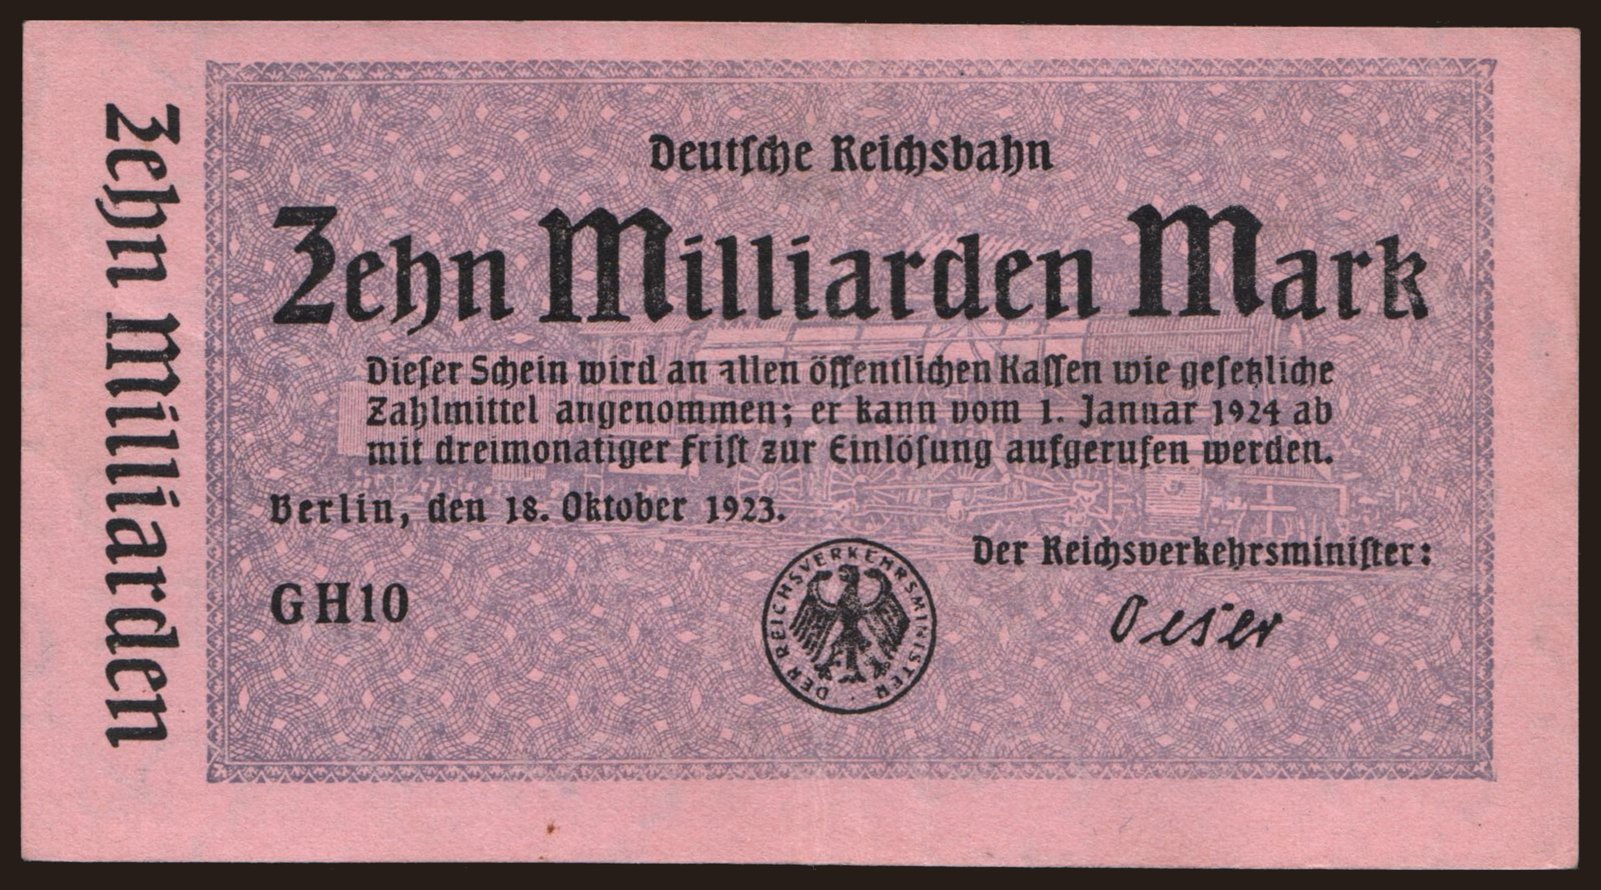 Zehn Milliarden
Deutsche Reichsbahn
Zehn Milliarden Mark
Dieser Schein wird an allen öffentlichen Kassen wie gesetzliche
Zahlmittel angenommen; er kann vom 1. Januar 1924 ab
mit dreimonatiger Frist zur Einlösung aufgerufen werden.
Berlin, den 18. Oktober 1923.
Der Reichsverkehrsminister:
GH10
DER REICHSVERKEHRSMINISTER
Oeser